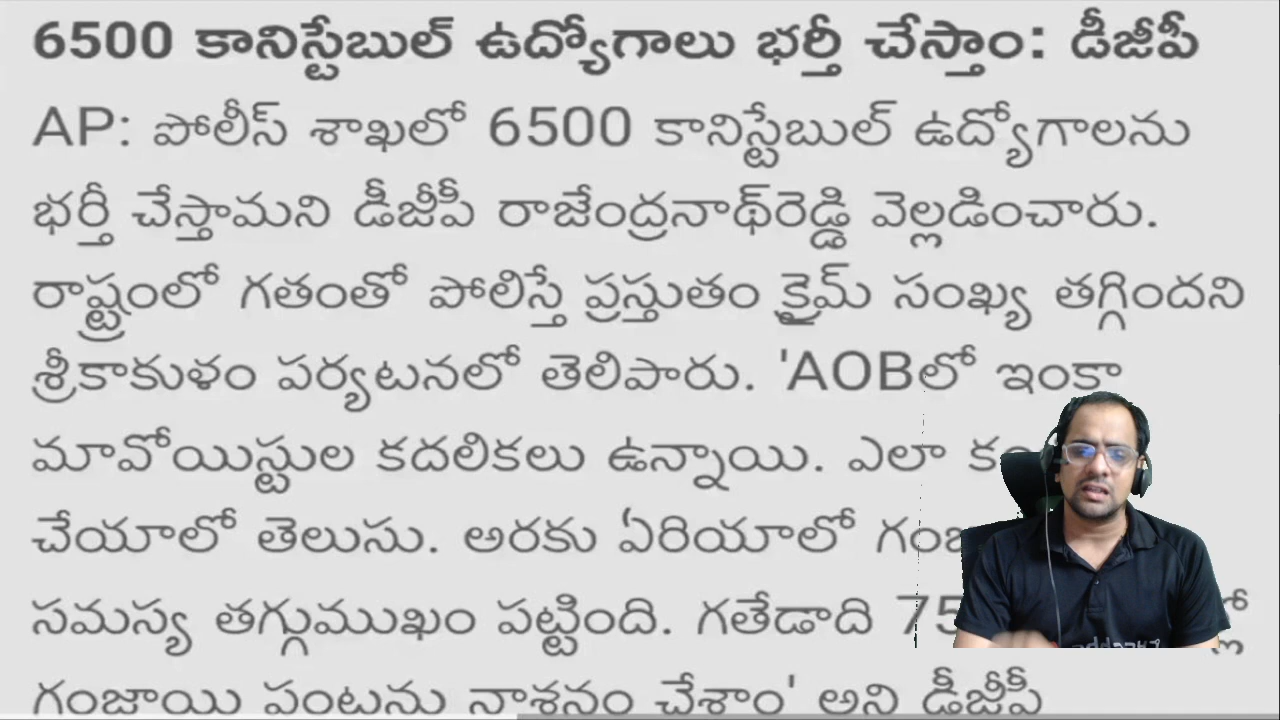 6500 కానిస్టేబుల్ ఉద్యోగాలు భర్తీ చేస్తాం: డీజీపీ
AP: పోలీస్ శాఖలో 6500 కానిస్టేబుల్ ఉద్యోగాలను
భర్తీ చేస్తామని డీజీపీ రాజేంద్రనాథ్‌రెడ్డి వెల్లడించారు.
రాష్ట్రంలో గతంతో పోలిస్తే ప్రస్తుతం క్రైమ్ సంఖ్య తగ్గిందని
శ్రీకాకుళం పర్యటనలో తెలిపారు. 'AOBలో ఇంకా
మావోయిస్టుల కదలికలు ఉన్నాయి. ఎలా
చేయాలో తెలుసు. అరకు ఏరియాలో
సమస్య తగ్గుముఖం పట్టింది. గతేడాది
గంజాయి పంటను నాశనం చేశాం' అని డీజీపీ